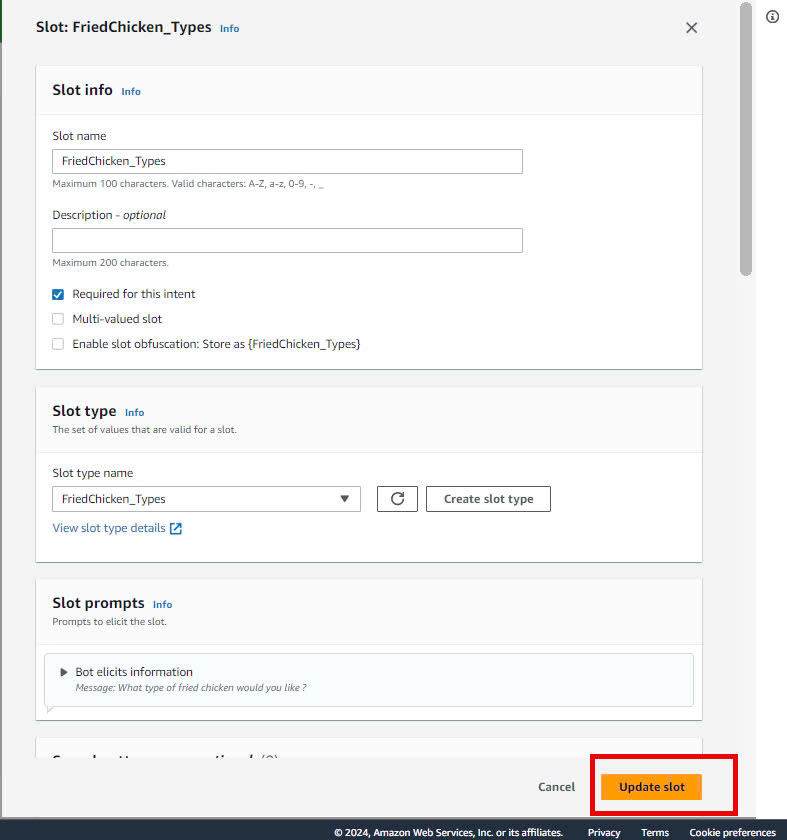 Slot: FriedChicken_Types Info
Slot info Info
Slot name
FriedChicken_Types
Maximum 100 characters. Valid characters: A-Z, a-z, 0-9, -, _
Description - optional
Maximum 200 characters.
Required for this intent
Multi-valued slot
Enable slot obfuscation: Store as {FriedChicken_Types}
Slot type Info
The set of values that are valid for a slot.
Slot type name
FriedChicken_Types
Create slot type
View slot type details
Slot prompts Info
Prompts to elicit the slot.
Bot elicits information
Message: What type of fried chicken would you like ?
Cancel
Update slot
© 2024, Amazon Web Services, Inc. or its affiliates. Privacy Terms Cookie preferences